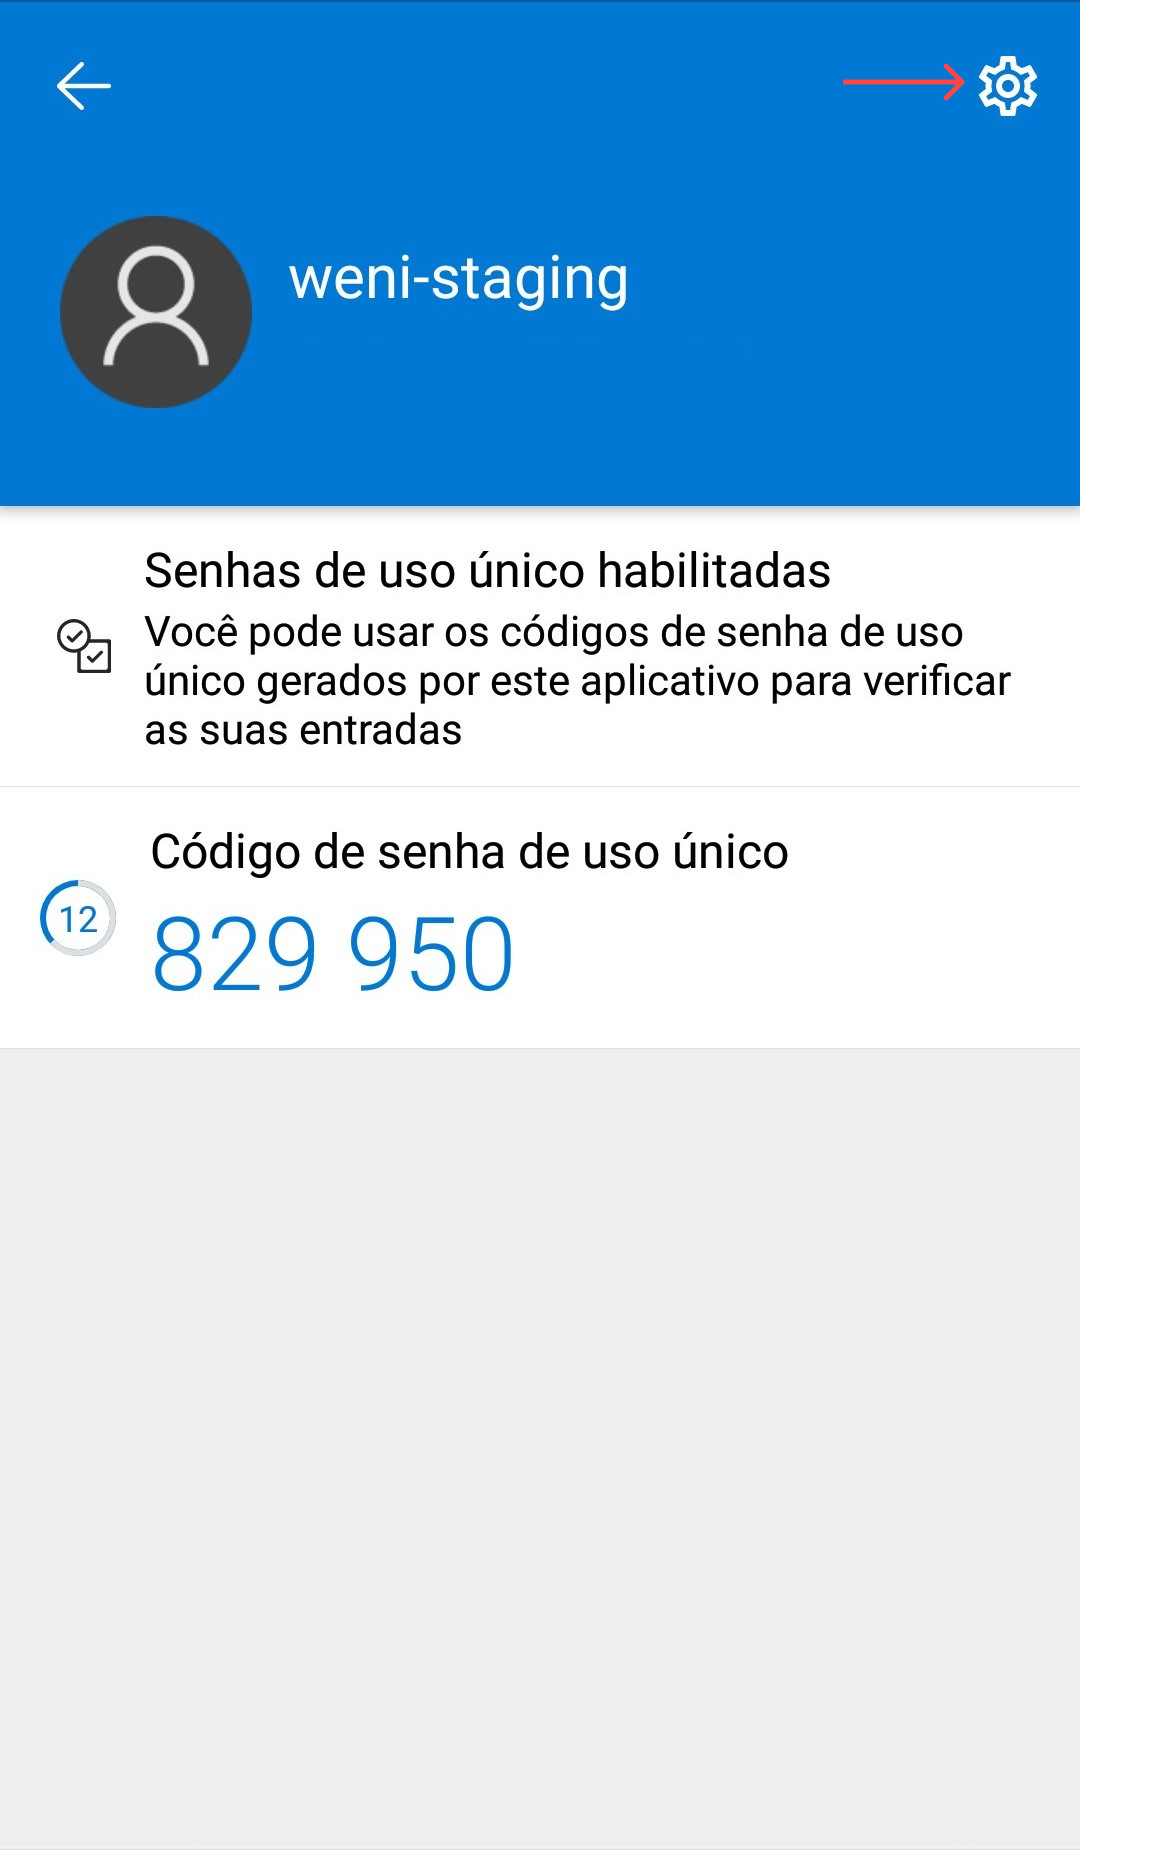 weni-staging
Senhas de uso único habilitadas
Você pode usar os códigos de senha de uso
único gerados por este aplicativo para verificar
as suas entradas
Código de senha de uso único
12
829 950